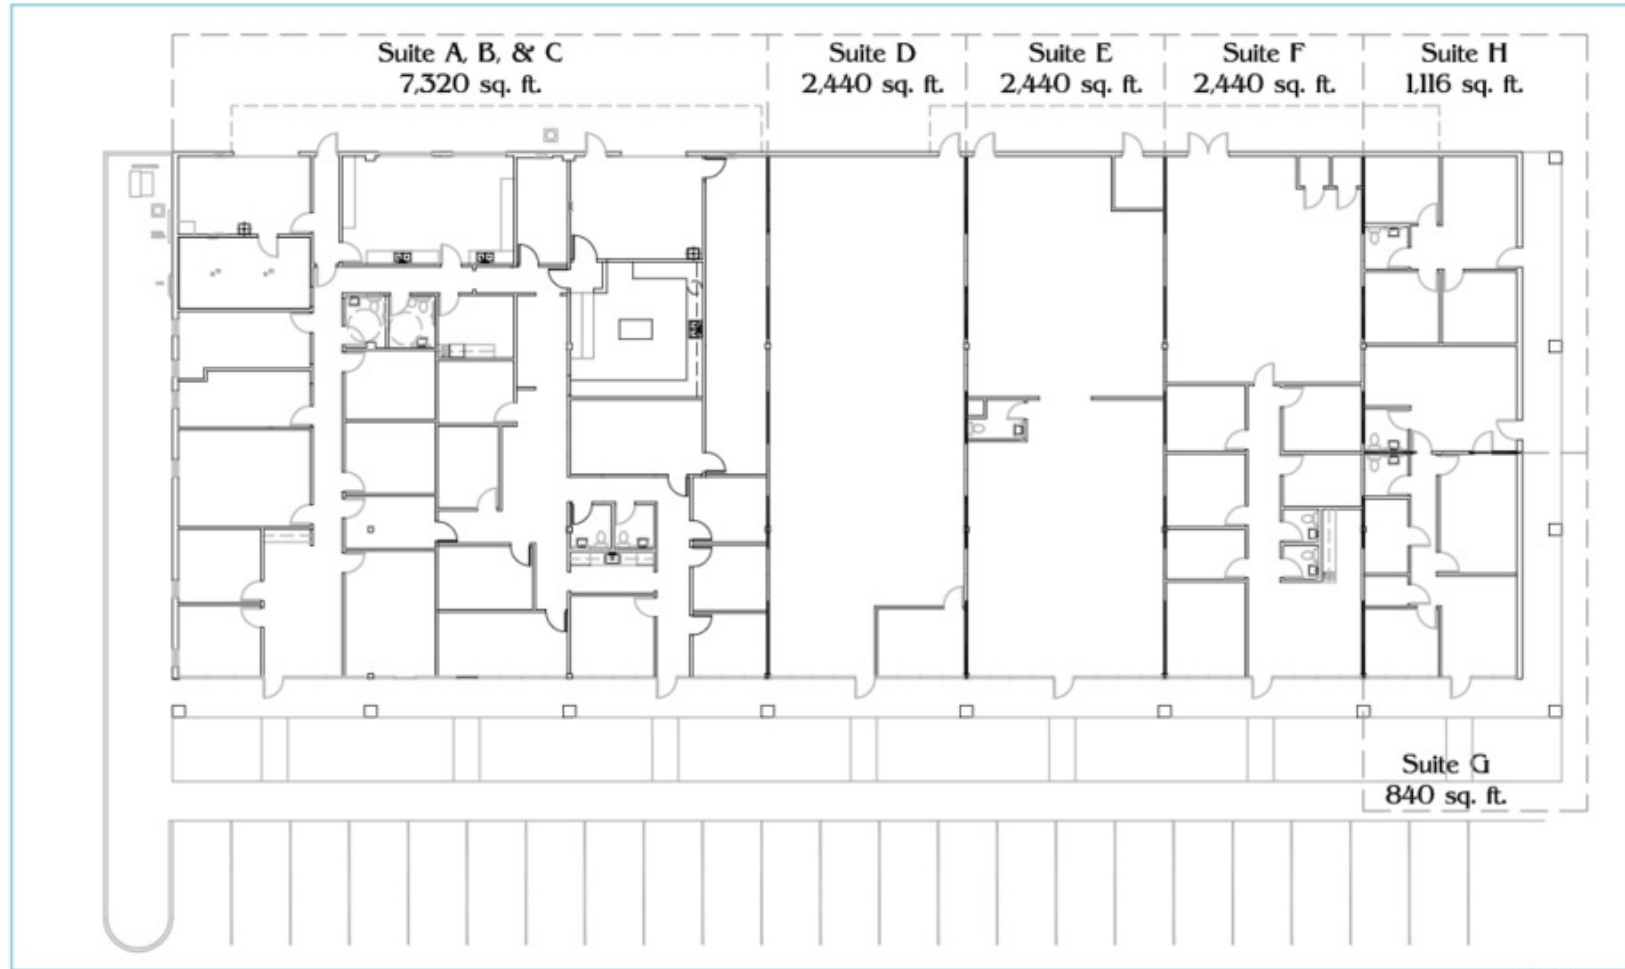 Suite A, B, & C
7,320 sq. ft.
Suite D
2,440 sq. ft.
Suite E
2,440 sq. ft.
Suite F
2,440 sq. ft.
Suite H
1,116 sq. ft.
Suite G
840 sq. ft.